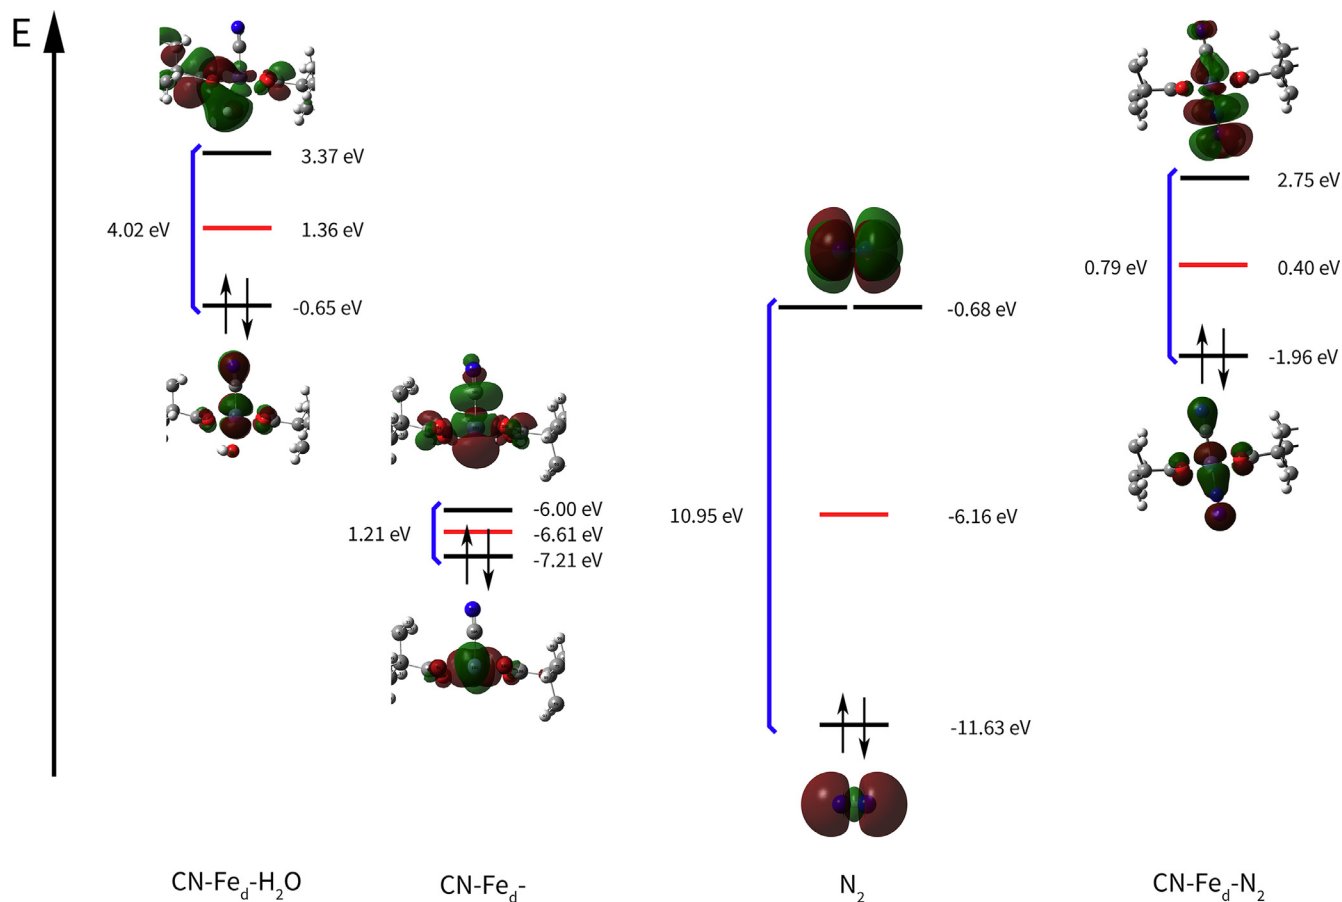 E
3.37 eV
4.02 eV
1.36 eV
-0.65 eV
-6.00 eV
1.21 eV
-6.61 eV
-7.21 eV
-0.68 eV
10.95 eV
-6.16 eV
-11.63 eV
2.75 eV
0.79 eV
0.40 eV
-1.96 eV
CN-Fed-H2O
CN-Fed-
N2
CN-Fed-N2